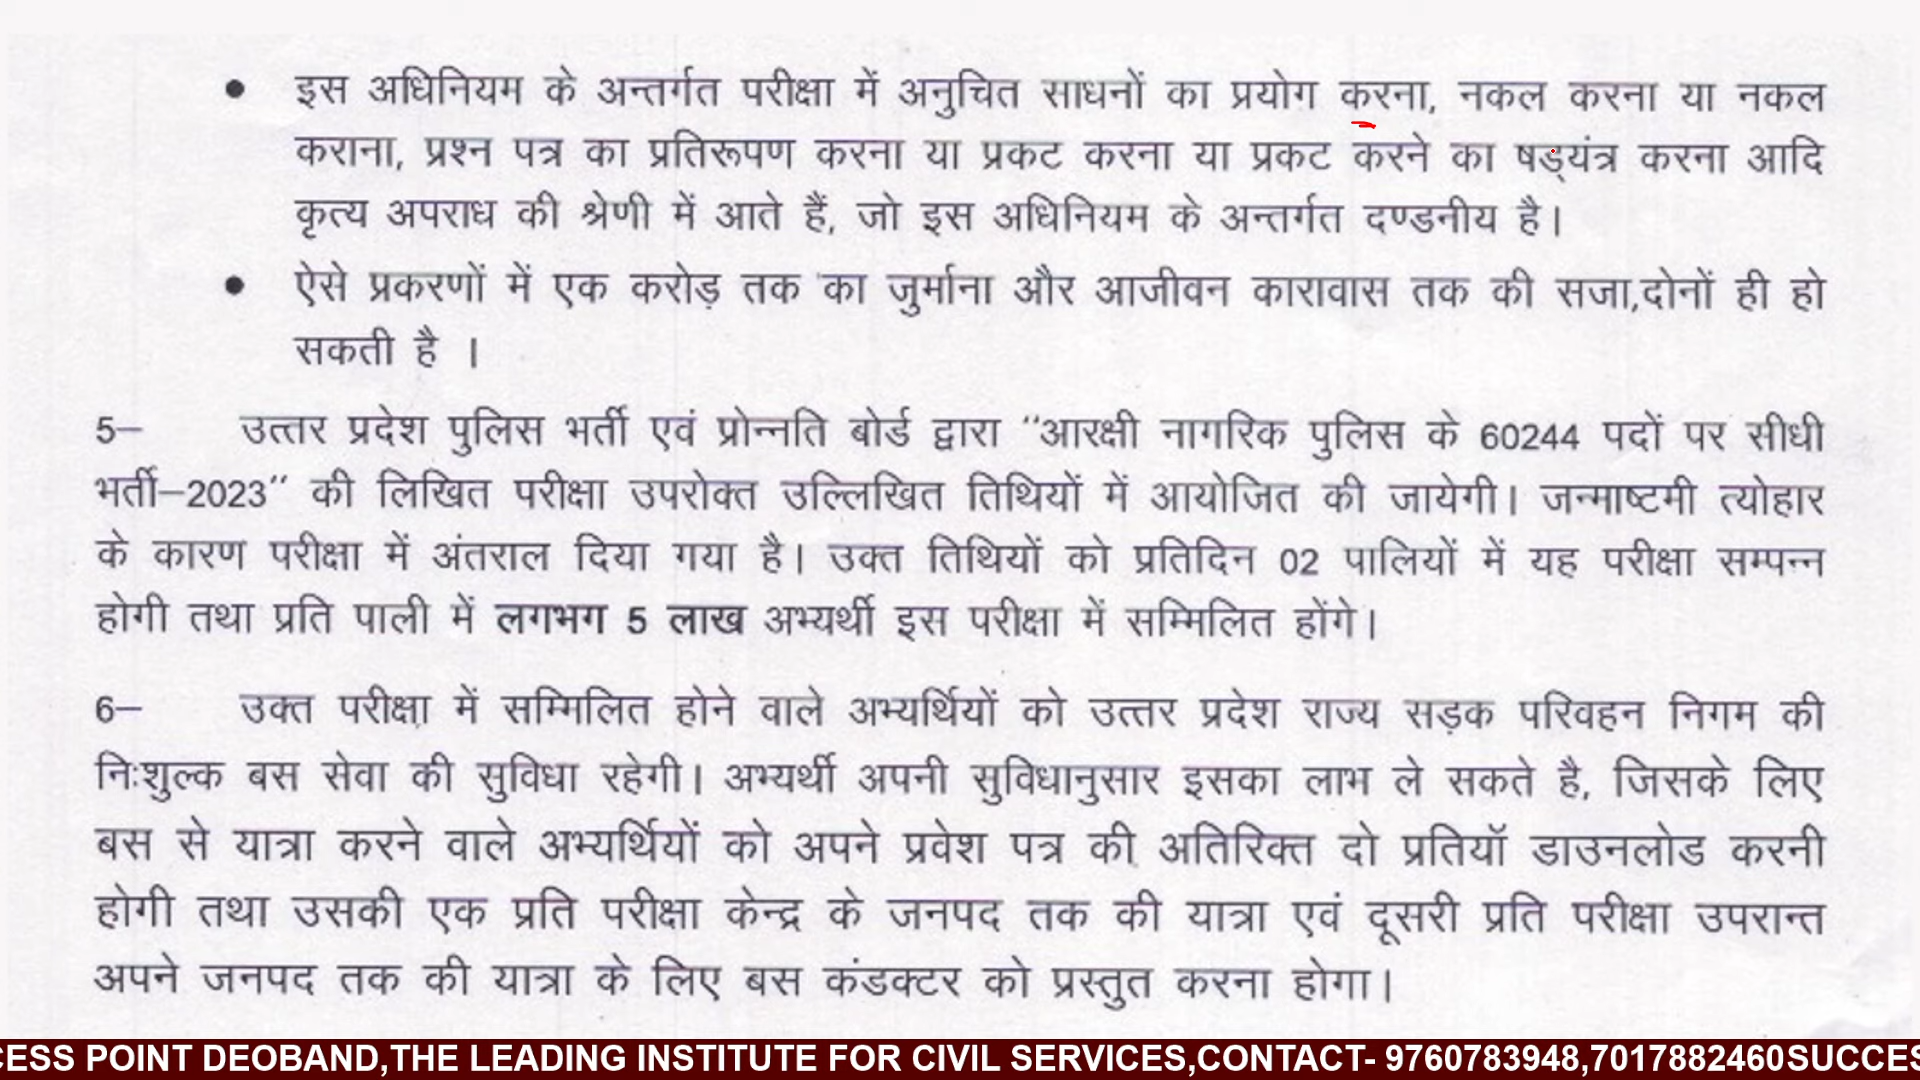 • इस अधिनियम के अन्तर्गत परीक्षा में अनुचित साधनों का प्रयोग करना, नकल करना या नकल
कराना, प्रश्न पत्र का प्रतिरूपण करना या प्रकट करना या प्रकट करने का षड्यंत्र करना आदि
कृत्य अपराध की श्रेणी में आते हैं, जो इस अधिनियम के अन्तर्गत दण्डनीय है।
• ऐसे प्रकरणों में एक करोड़ तक का जुर्माना और आजीवन कारावास तक की सजा,दोनों ही हो
सकती है ।
5– उत्तर प्रदेश पुलिस भर्ती एवं प्रोन्नति बोर्ड द्वारा "आरक्षी नागरिक पुलिस के 60244 पदों पर सीधी
भर्ती–2023" की लिखित परीक्षा उपरोक्त उल्लिखित तिथियों में आयोजित की जायेगी। जन्माष्टमी त्योहार
के कारण परीक्षा में अंतराल दिया गया है। उक्त तिथियों को प्रतिदिन 02 पालियों में यह परीक्षा सम्पन्न
होगी तथा प्रति पाली में लगभग 5 लाख अभ्यर्थी इस परीक्षा में सम्मिलित होंगे।
6– उक्त परीक्षा में सम्मिलित होने वाले अभ्यर्थियों को उत्तर प्रदेश राज्य सड़क परिवहन निगम की
निःशुल्क बस सेवा की सुविधा रहेगी। अभ्यर्थी अपनी सुविधानुसार इसका लाभ ले सकते है, जिसके लिए
बस से यात्रा करने वाले अभ्यर्थियों को अपने प्रवेश पत्र की अतिरिक्त दो प्रतियॉ डाउनलोड करनी
होगी तथा उसकी एक प्रति परीक्षा केन्द्र के जनपद तक की यात्रा एवं दूसरी प्रति परीक्षा उपरान्त
अपने जनपद तक की यात्रा के लिए बस कंडक्टर को प्रस्तुत करना होगा।
CESS POINT DEOBAND,THE LEADING INSTITUTE FOR CIVIL SERVICES,CONTACT- 9760783948,7017882460SUCCES